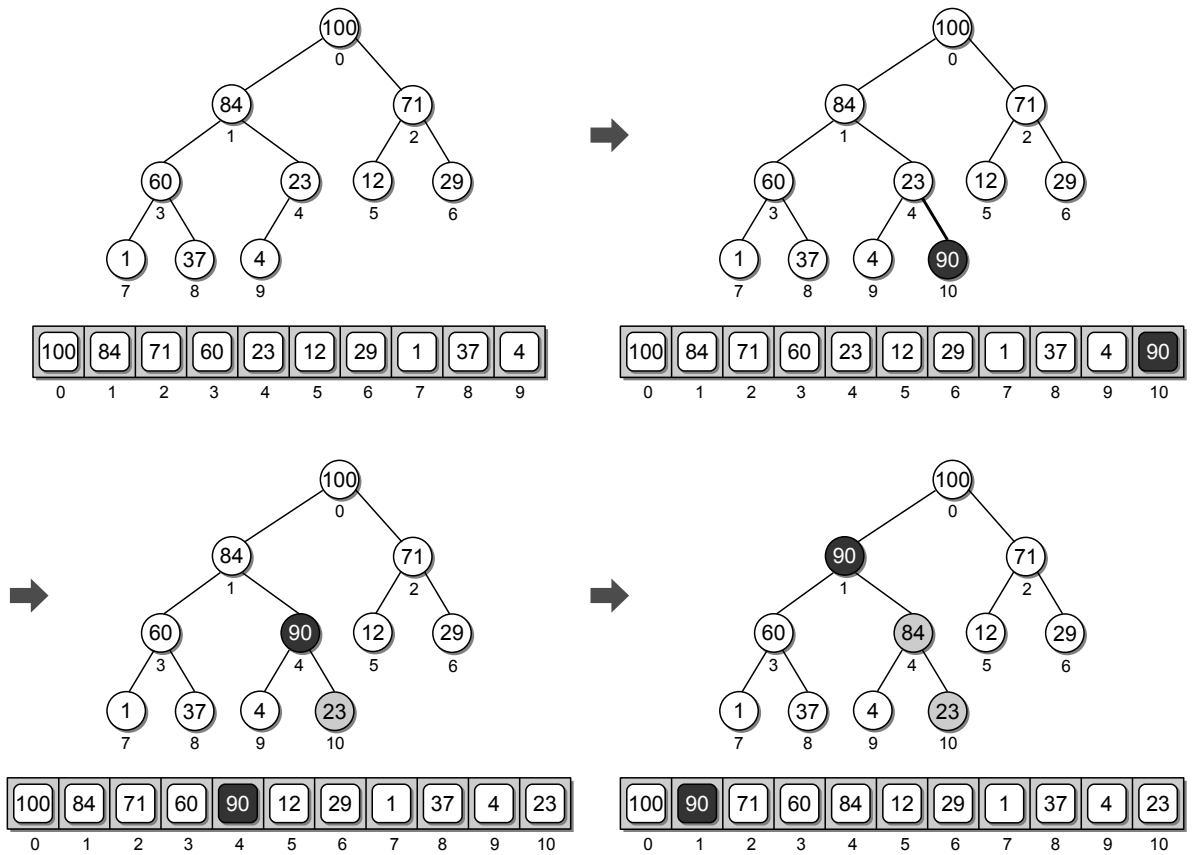 100 100
0 0
84 71 84 71
1 2 1 2
60 23 12 29 60 23 12 29
3 4 5 6 3 4 5 6
1 37 4 1 37 4 90
7 8 9 7 8 9 10
100 84 71 60 23 12 29 1 37 4 100 84 71 60 23 12 29 1 37 4 90
0 1 2 3 4 5 6 7 8 9 0 1 2 3 4 5 6 7 8 9 10
100 100
0 0
84 71 90 71
1 2 1 2
60 90 12 29 60 84 12 29
3 4 5 6 3 4 5 6
1 37 4 23 1 37 4 23
7 8 9 10 7 8 9 10
100 84 71 60 90 12 29 1 37 4 23 100 90 71 60 84 12 29 1 37 4 23
0 1 2 3 4 5 6 7 8 9 10 0 1 2 3 4 5 6 7 8 9 10